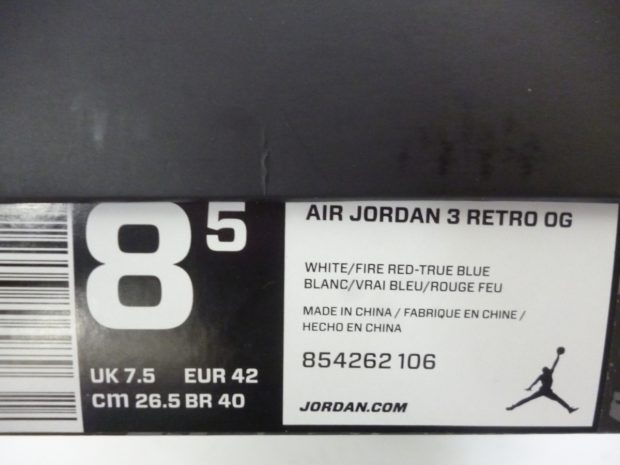 8 5
UK 7.5 EUR 42
cm 26.5 BR 40
AIR JORDAN 3 RETRO OG
WHITE/FIRE RED-TRUE BLUE
BLANC/VRAI BLEU/ROUGE FEU
MADE IN CHINA / FABRIQUE EN CHINE /
HECHO EN CHINA
854262 106
JORDAN.COM